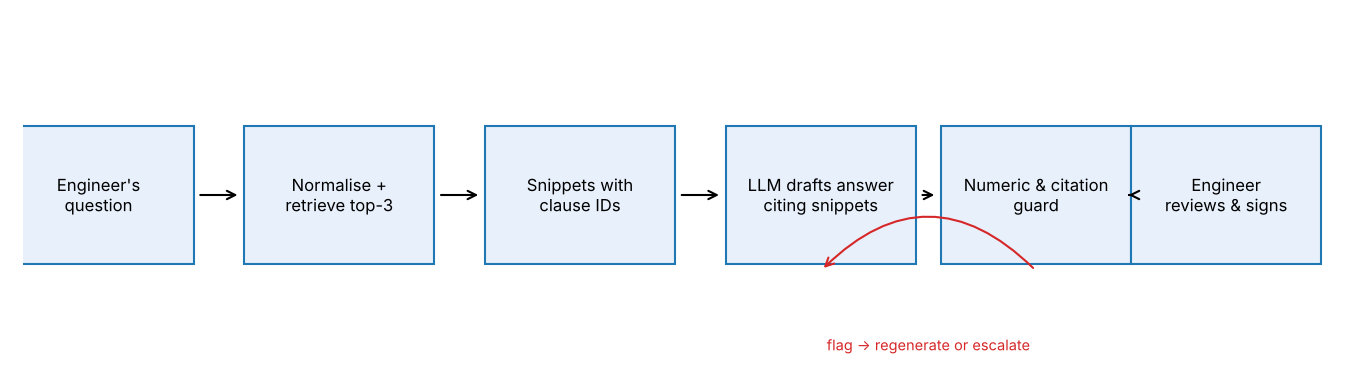 Engineer's
question
Normalise +
retrieve top-3
Snippets with
clause IDs
LLM drafts answer
citing snippets
Numeric & citation
guard
Engineer
reviews & signs
flag → regenerate or escalate